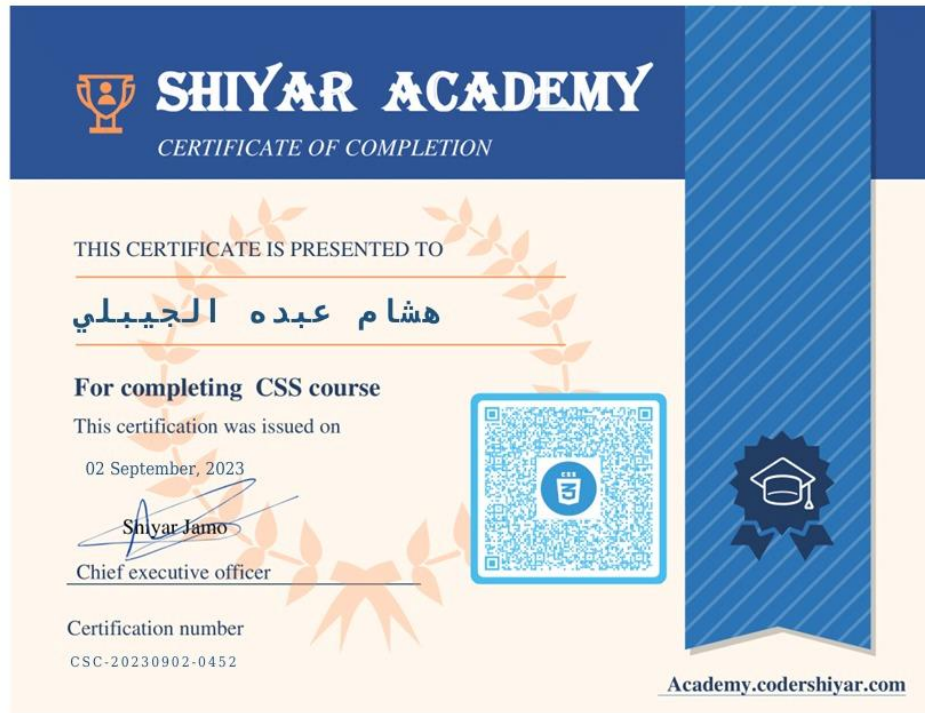 SHIYAR ACADEMY
CERTIFICATE OF COMPLETION
THIS CERTIFICATE IS PRESENTED TO
هشام عبده الجيبلي
For completing CSS course
This certification was issued on
02 September, 2023
Shiyar Jamo
Chief executive officer
CSS
Certification number
CSC-20230902-0452
Academy.codershiyar.com